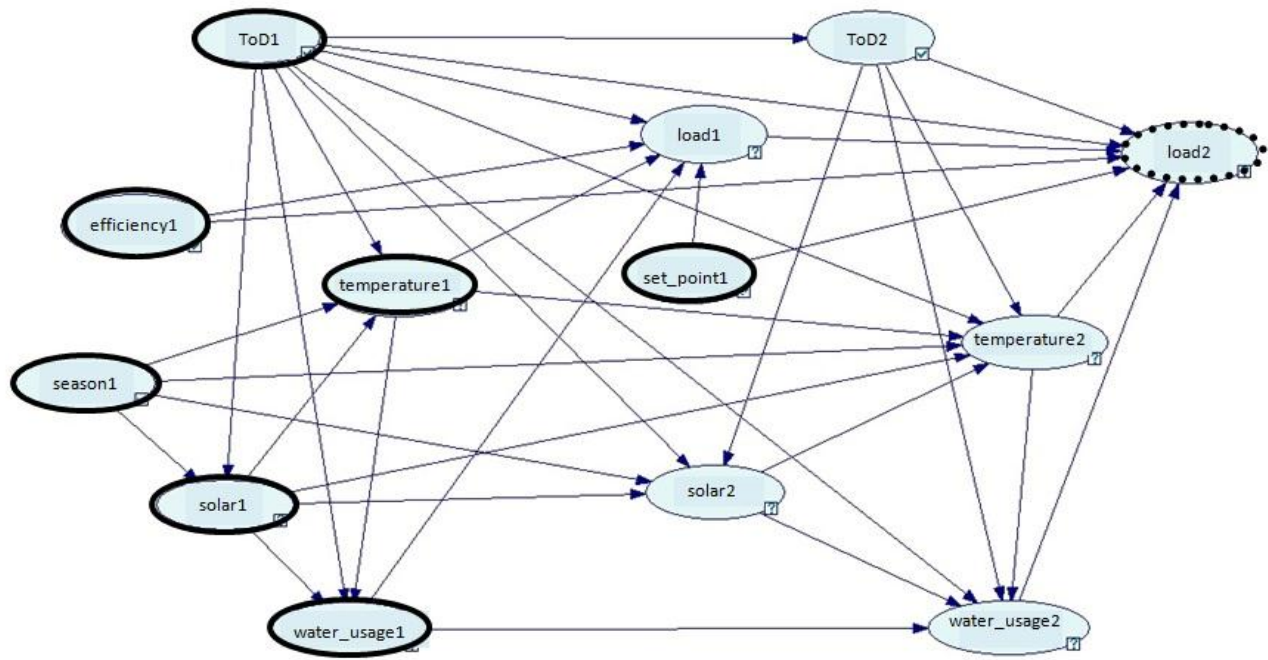 ToD1
ToD2
load1
load2
efficiency1
set_point1
temperature1
temperature2
season1
solar1
solar2
water_usage1
water_usage2